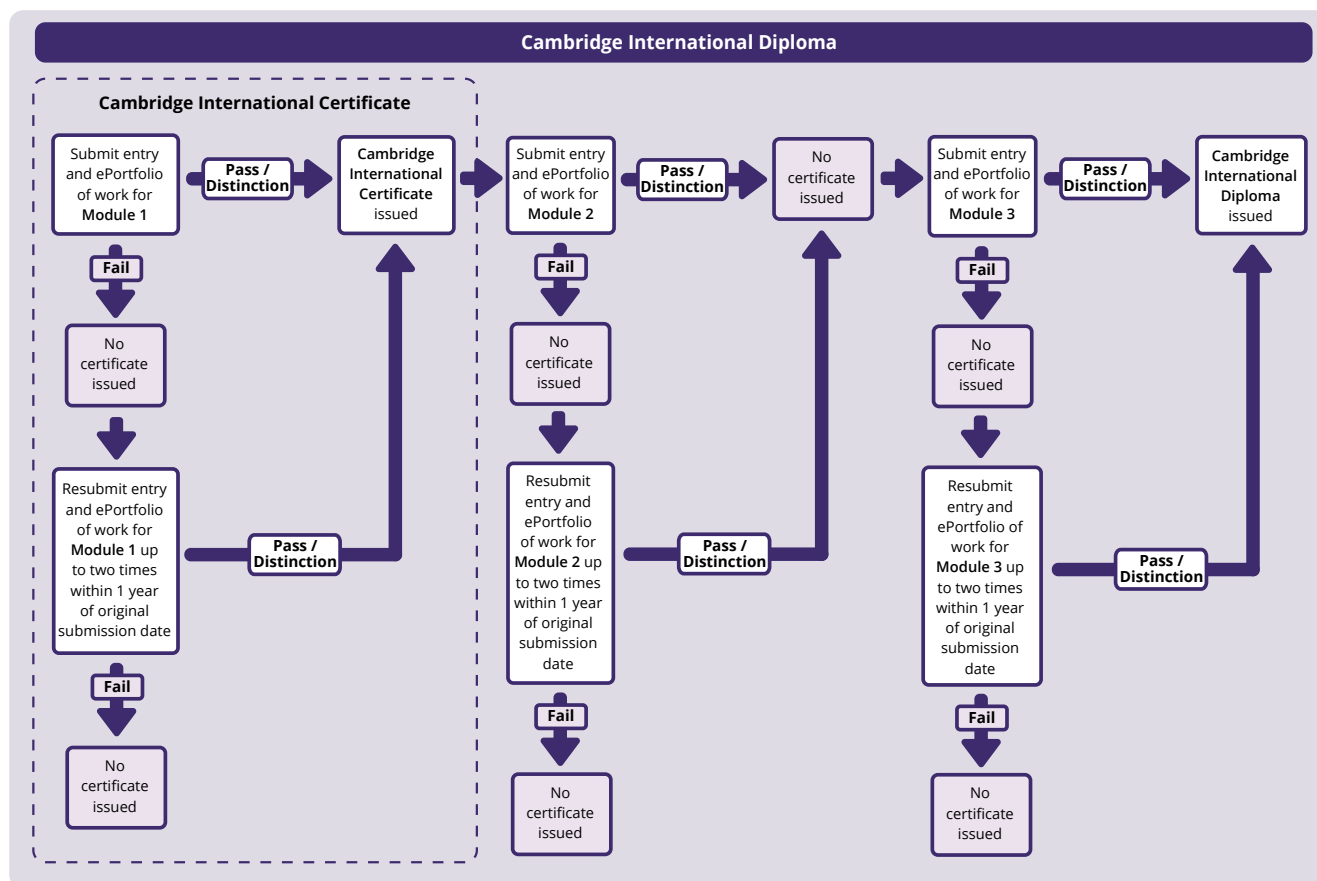 Cambridge International Diploma
Cambridge International Certificate
Submit entry
and ePortfolio
of work for
Module 1
Pass /
Distinction
Cambridge
International
Certificate
issued
Fail
No
certificate
issued
Resubmit entry
and ePortfolio
of work for
Module 1 up
to two times
within 1 year
of original
submission date
Pass /
Distinction
Fail
No
certificate
issued
Submit entry
and ePortfolio
of work for
Module 2
Pass /
Distinction
No
certificate
issued
Fail
No
certificate
issued
Resubmit
entry and
ePortfolio
of work for
Module 2 up
to two times
within 1 year
of original
submission
date
Pass /
Distinction
Fail
No
certificate
issued
Submit entry
and ePortfolio
of work for
Module 3
Pass /
Distinction
Cambridge
International
Diploma
issued
Fail
No
certificate
issued
Resubmit
entry and
ePortfolio of
work for
Module 3 up
to two times
within 1 year
of original
submission
date
Pass /
Distinction
Fail
No
certificate
issued